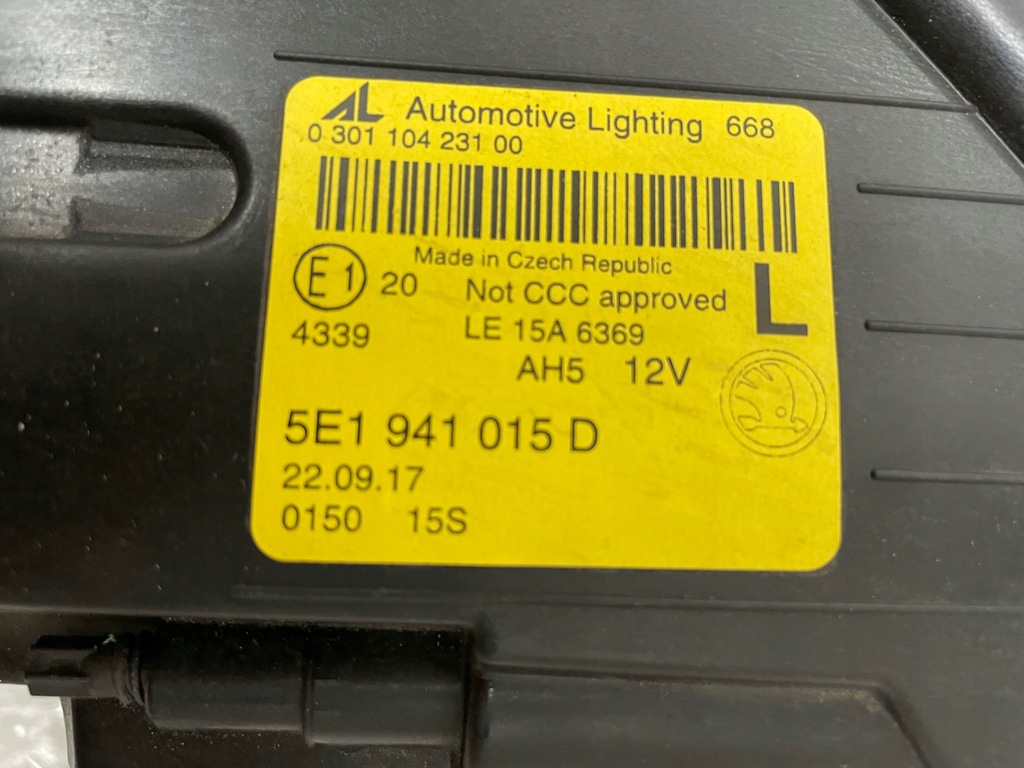 AL Automotive Lighting 668
0 301 104 231 00
Made in Czech Republic
E1 20 Not CCC approved L
4339 LE 15A 6369
AH5 12V
5E1 941 015 D
22.09.17
0150 15S